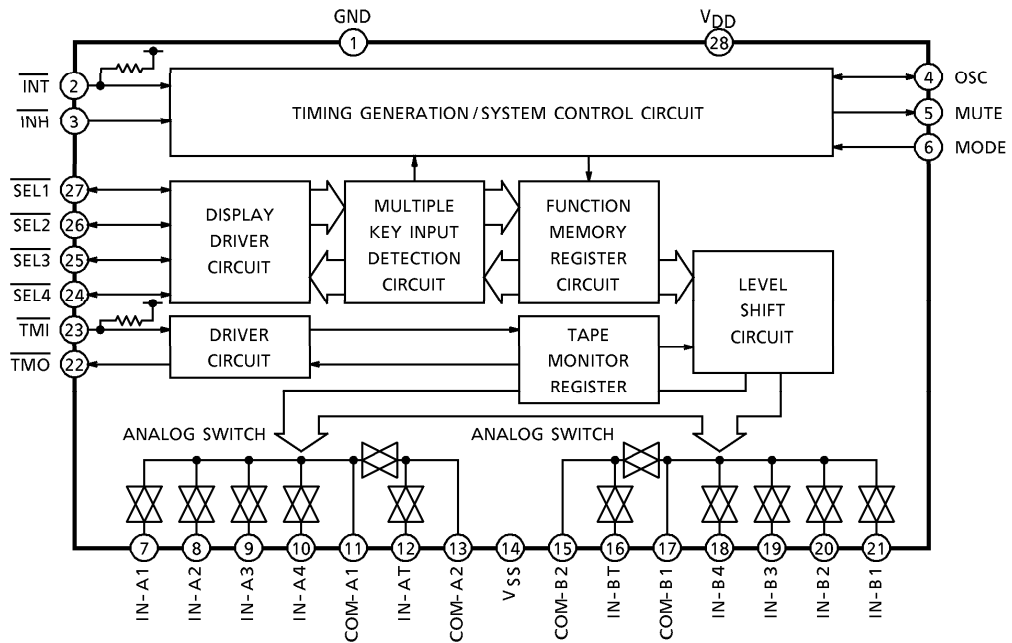 GND
VDD
1
28
INT
2
INH
3
TIMING GENERATION/SYSTEM CONTROL CIRCUIT
4
OSC
5
MUTE
6
MODE
SEL1
27
SEL2
26
SEL3
25
SEL4
24
DISPLAY
DRIVER
CIRCUIT
MULTIPLE
KEY INPUT
DETECTION
CIRCUIT
FUNCTION
MEMORY
REGISTER
CIRCUIT
LEVEL
SHIFT
CIRCUIT
TMI
23
TMO
22
DRIVER
CIRCUIT
TAPE
MONITOR
REGISTER
ANALOG SWITCH
ANALOG SWITCH
7
8
9
10
11
12
13
14
15
16
17
18
19
20
21
IN-A1
IN-A2
IN-A3
IN-A4
COM-A1
IN-AT
COM-A2
VSS
COM-B2
IN-BT
COM-B1
IN-B4
IN-B3
IN-B2
IN-B1